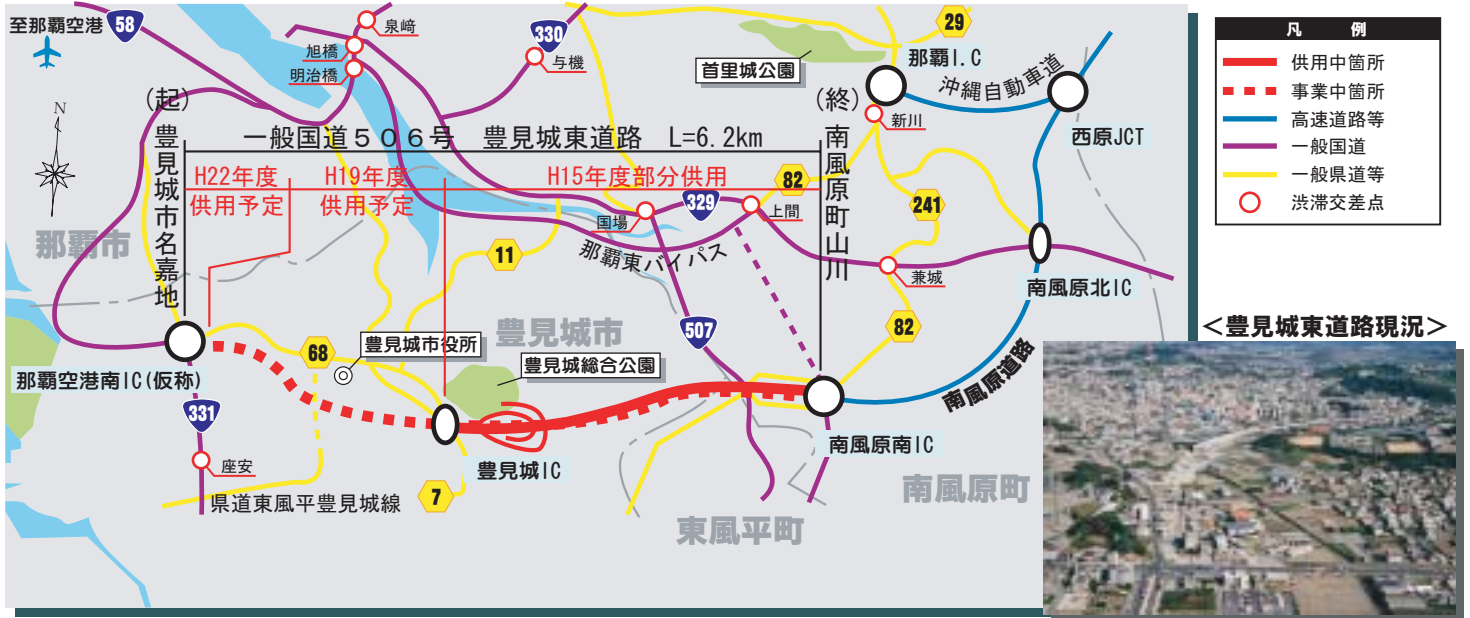 至那覇空港
58
泉崎
旭橋
明治橋
330
与機
首里城公園
29
那覇I.C
沖縄自動車道
西原JCT
新川
N
(起)
豊見城市名嘉地
一般国道506号 豊見城東道路 L=6.2km
(終)
南風原町山川
H22年度
供用予定
H19年度
供用予定
H15年度部分供用
82
329
国場
上間
241
那覇市
那覇東バイパス
11
兼城
南風原北IC
豊見城市
507
82
68
豊見城市役所
豊見城総合公園
那覇空港南IC(仮称)
331
座安
豊見城IC
南風原南IC
南風原道路
県道東風平豊見城線
7
東風平町
南風原町
凡 例
供用中箇所
事業中箇所
高速道路等
一般国道
一般県道等
渋滞交差点
<豊見城東道路現況>